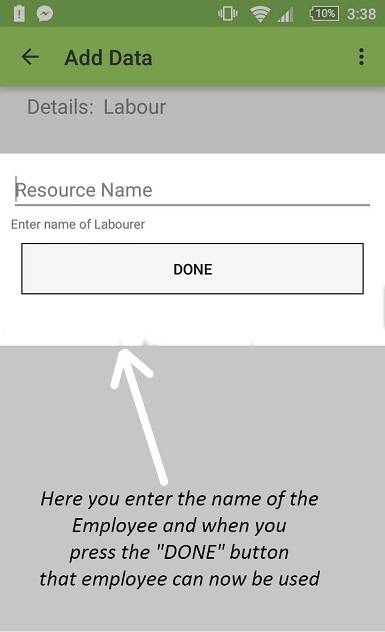 10% 3:38
Add Data
Details: Labour
Resource Name
Enter name of Labourer
DONE
Here you enter the name of the
Employee and when you
press the "DONE" button
that employee can now be used